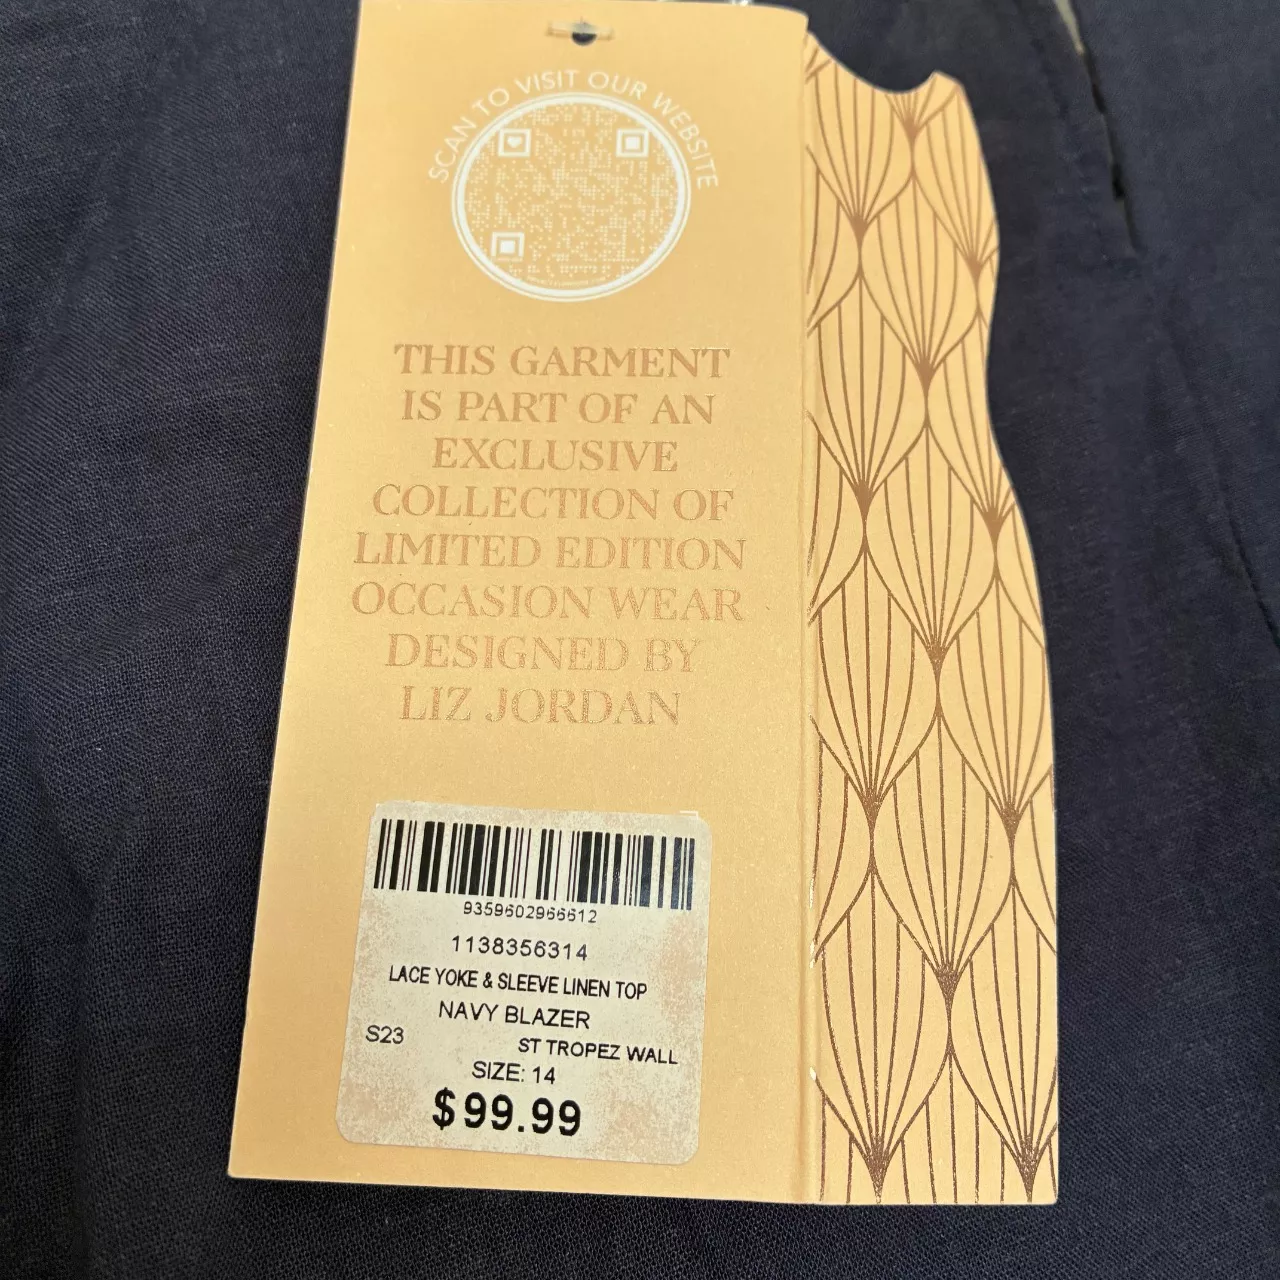 SCAN TO VISIT OUR WEBSITE
THIS GARMENT
IS PART OF AN
EXCLUSIVE
COLLECTION OF
LIMITED EDITION
OCCASION WEAR
DESIGNED BY
LIZ JORDAN
9359602966612
1138356314
LACE YOKE & SLEEVE LINEN TOP
NAVY BLAZER
S23 ST TROPEZ WALL
SIZE: 14
$99.99